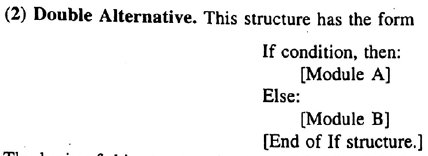 (2) Double Alternative. This structure has the form
If condition, then:
[Module A]
Else:
[Module B]
[End of If structure.]